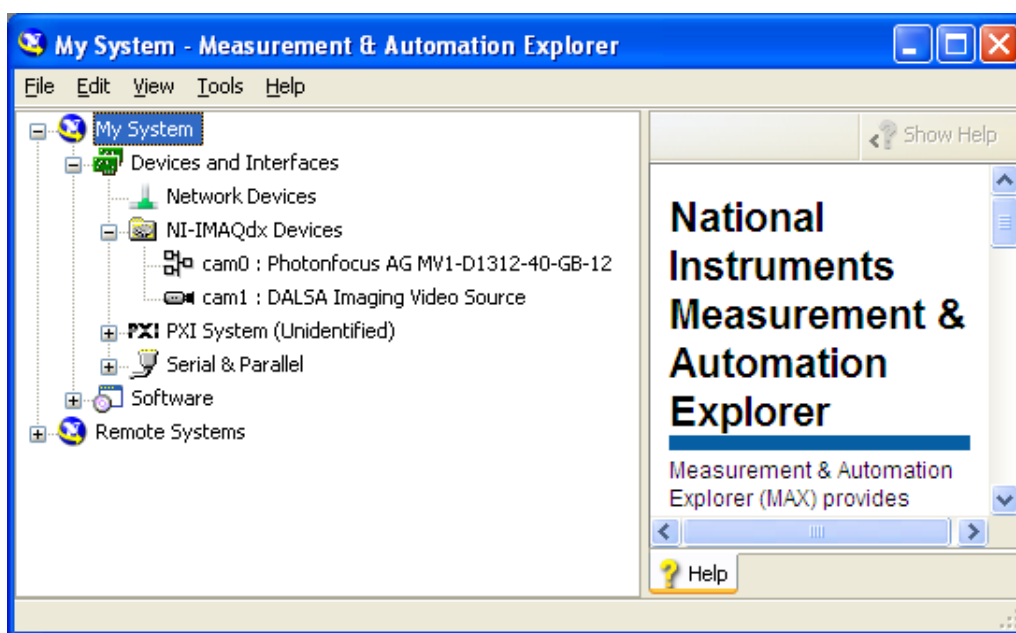 My System - Measurement & Automation Explorer
File Edit View Tools Help
My System
Devices and Interfaces
Network Devices
NI-IMAQdx Devices
cam0 : Photonfocus AG MV1-D1312-40-GB-12
cam1 : DALSA Imaging Video Source
PXI PXI System (Unidentified)
Serial & Parallel
Software
Remote Systems
Show Help
National
Instruments
Measurement &
Automation
Explorer
Measurement & Automation
Explorer (MAX) provides
Help